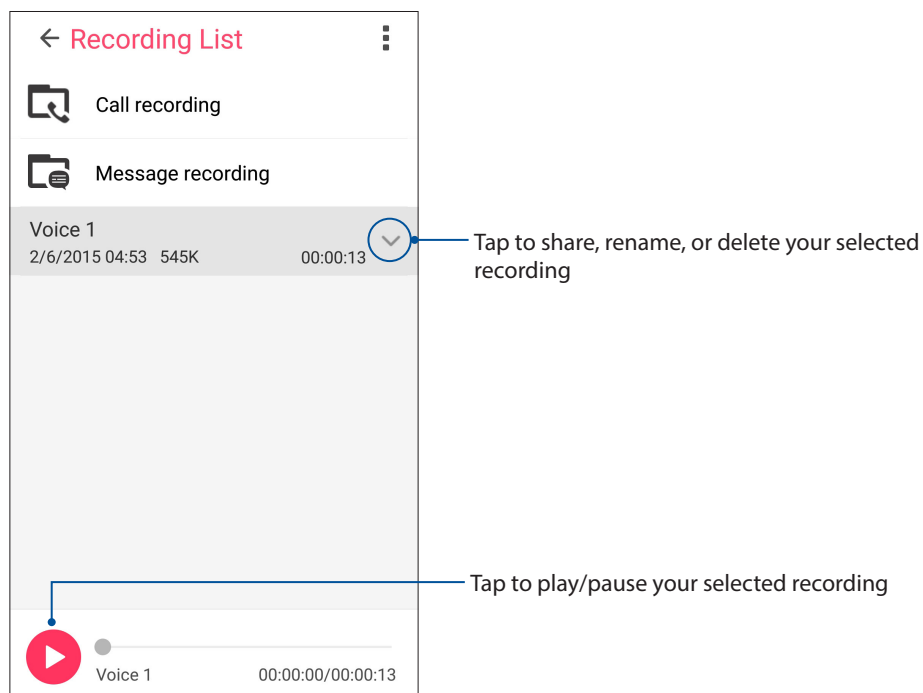 Recording List
Call recording
Message recording
Voice 1
2/6/2015 04:53 545K 00:00:13
Tap to share, rename, or delete your selected
recording
Tap to play/pause your selected recording
Voice 1 00:00:00/00:00:13